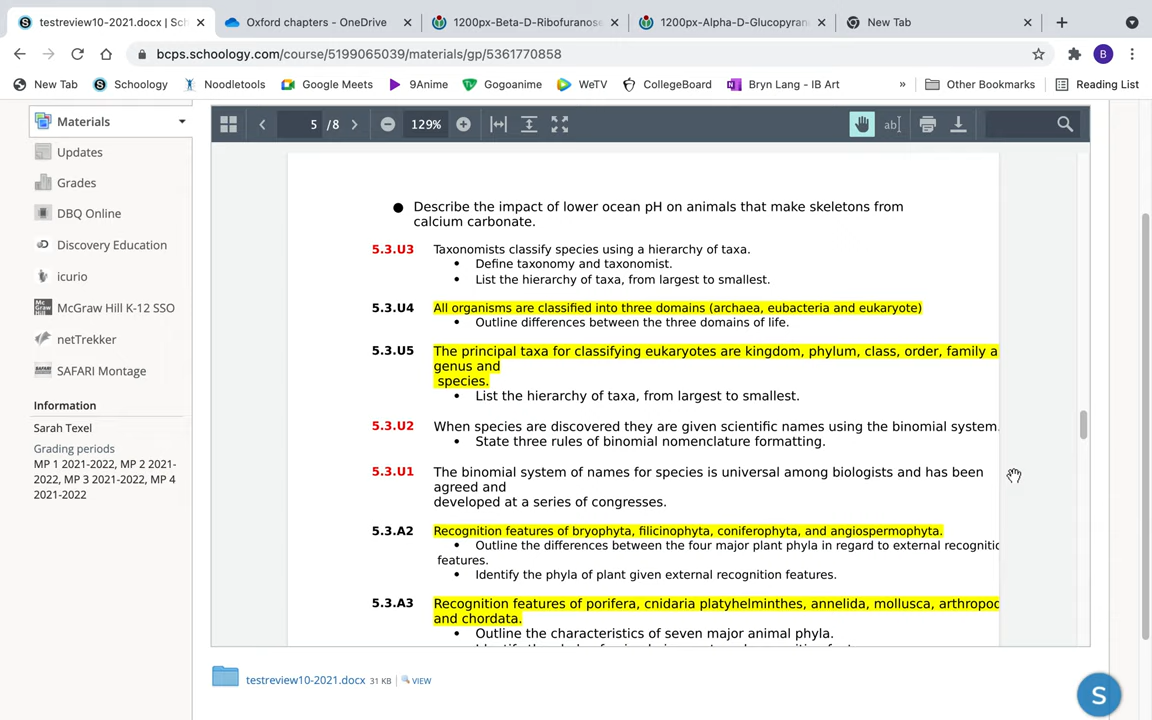 testreview10-2021.docx | Sch
Oxford chapters - OneDrive
1200px-Beta-D-Ribofuranose
1200px-Alpha-D-Glucopyran
New Tab
bcps.schoology.com/course/5199065039/materials/gp/5361770858
B
New Tab
Schoology
Noodletools
Google Meets
9Anime
Gogoanime
WeTV
CollegeBoard
Bryn Lang - IB Art
»
Other Bookmarks
Reading List
Materials
Updates
Grades
DBQ Online
Discovery Education
icurio
McGraw Hill K-12 SSO
netTrekker
SAFARI Montage
Information
Sarah Texel
Grading periods
MP 1 2021-2022, MP 2 2021-
2022, MP 3 2021-2022, MP 4
2021-2022
5 /8
129%
ab
● Describe the impact of lower ocean pH on animals that make skeletons from
calcium carbonate.
5.3.U3 Taxonomists classify species using a hierarchy of taxa.
• Define taxonomy and taxonomist.
• List the hierarchy of taxa, from largest to smallest.
5.3.U4 All organisms are classified into three domains (archaea, eubacteria and eukaryote)
• Outline differences between the three domains of life.
5.3.U5 The principal taxa for classifying eukaryotes are kingdom, phylum, class, order, family a
genus and
species.
• List the hierarchy of taxa, from largest to smallest.
5.3.U2 When species are discovered they are given scientific names using the binomial system.
• State three rules of binomial nomenclature formatting.
5.3.U1 The binomial system of names for species is universal among biologists and has been
agreed and
developed at a series of congresses.
5.3.A2 Recognition features of bryophyta, filicinophyta, coniferophyta, and angiospermophyta.
• Outline the differences between the four major plant phyla in regard to external recognitio
features.
• Identify the phyla of plant given external recognition features.
5.3.A3 Recognition features of porifera, cnidaria platyhelminthes, annelida, mollusca, arthropod
and chordata.
• Outline the characteristics of seven major animal phyla.
testreview10-2021.docx 31 KB VIEW
S